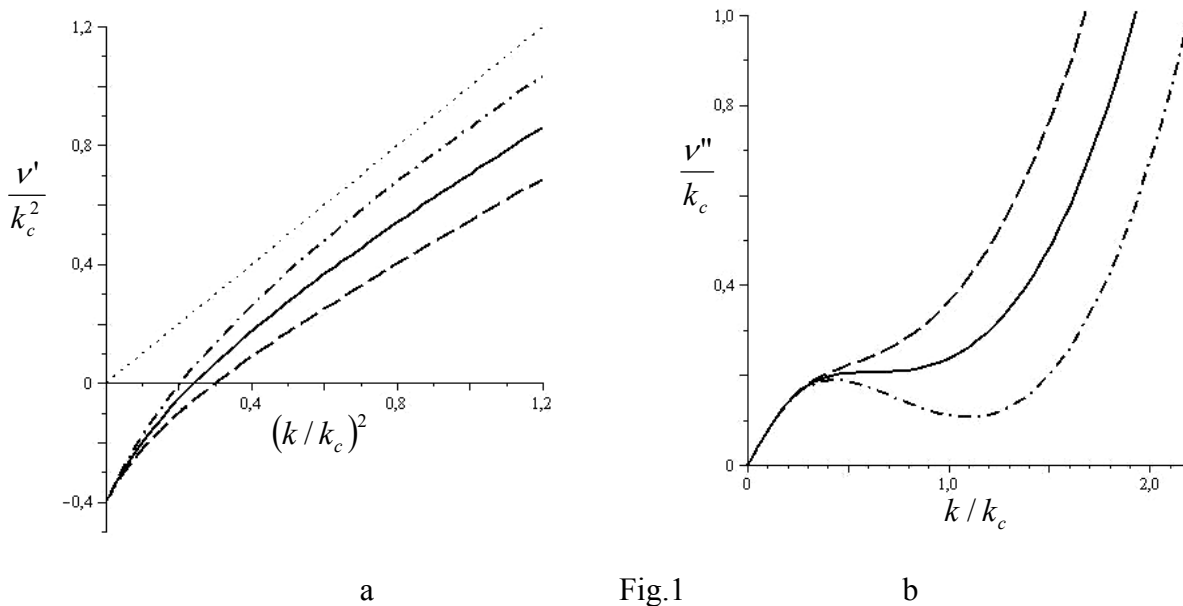 1,2
0,8
ν'
k_c^2
0,4
0
0,4
0,8
1,2
(k / k_c)^2
−0,4
1,0
0,8
ν''
k_c
0,4
0
0
1,0
2,0
k / k_c
a
Fig.1
b